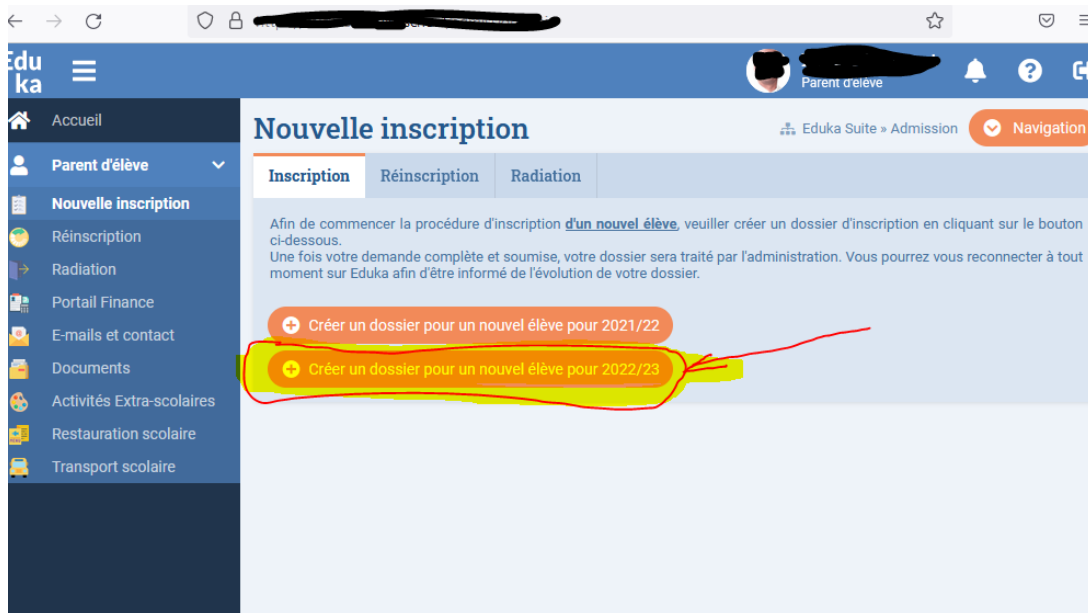 Edu
ka
Parent d'élève
Accueil
Parent d'élève
Nouvelle inscription
Réinscription
Radiation
Portail Finance
E-mails et contact
Documents
Activités Extra-scolaires
Restauration scolaire
Transport scolaire
Nouvelle inscription
Eduka Suite » Admission
Navigation
Inscription Réinscription Radiation
Afin de commencer la procédure d'inscription d'un nouvel élève, veuiller créer un dossier d'inscription en cliquant sur le bouton
ci-dessous.
Une fois votre demande complète et soumise, votre dossier sera traité par l'administration. Vous pourrez vous reconnecter à tout
moment sur Eduka afin d'être informé de l'évolution de votre dossier.
Créer un dossier pour un nouvel élève pour 2021/22
Créer un dossier pour un nouvel élève pour 2022/23